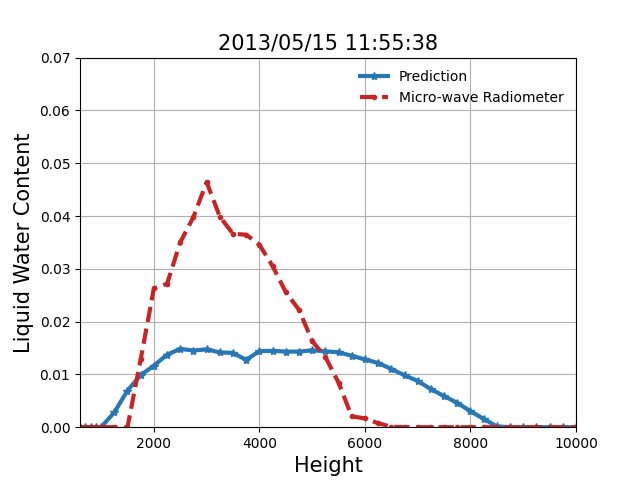 2013/05/15 11:55:38
0.07
0.06
0.05
0.04
0.03
0.02
0.01
0.00
Liquid Water Content
Prediction
Micro-wave Radiometer
2000 4000 6000 8000 10000
Height